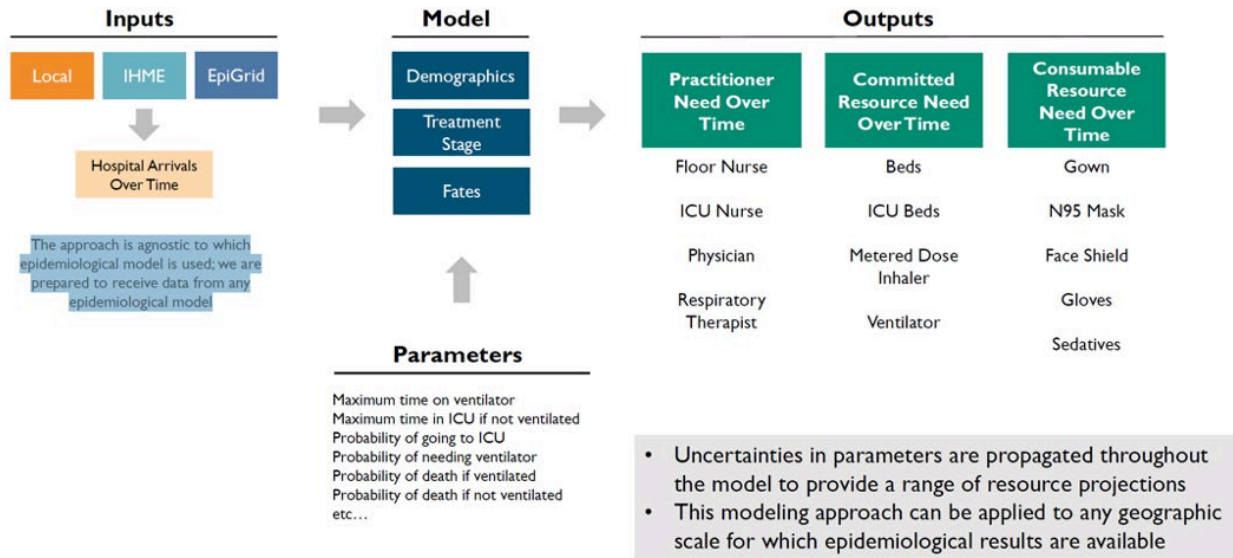 Inputs
Local
IHME
EpiGrid
Hospital Arrivals
Over Time
The approach is agnostic to which
epidemiological model is used; we are
prepared to receive data from any
epidemiological model
Model
Demographics
Treatment
Stage
Fates
Parameters
Maximum time on ventilator
Maximum time in ICU if not ventilated
Probability of going to ICU
Probability of needing ventilator
Probability of death if ventilated
Probability of death if not ventilated
etc…
Outputs
Practitioner
Need Over
Time
Floor Nurse
ICU Nurse
Physician
Respiratory
Therapist
Committed
Resource Need
Over Time
Beds
ICU Beds
Metered Dose
Inhaler
Ventilator
Consumable
Resource
Need Over
Time
Gown
N95 Mask
Face Shield
Gloves
Sedatives
• Uncertainties in parameters are propagated throughout
the model to provide a range of resource projections
• This modeling approach can be applied to any geographic
scale for which epidemiological results are available